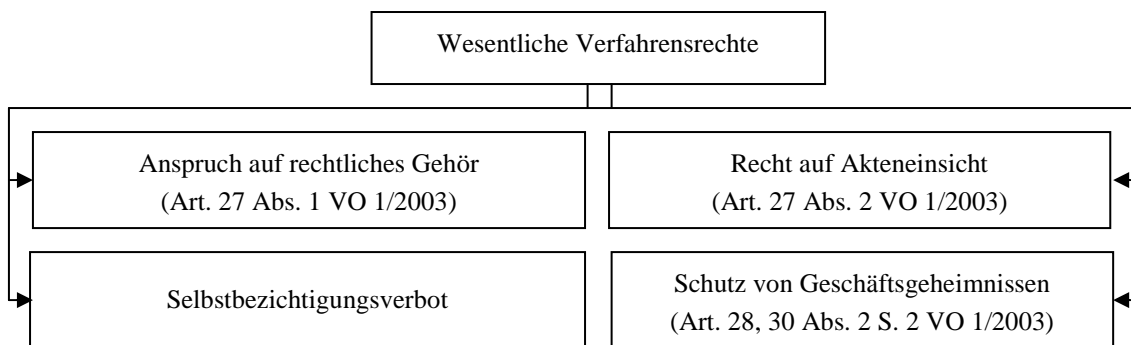 Wesentliche Verfahrensrechte
Anspruch auf rechtliches Gehör
(Art. 27 Abs. 1 VO 1/2003)
Recht auf Akteneinsicht
(Art. 27 Abs. 2 VO 1/2003)
Selbstbezichtigungsverbot
Schutz von Geschäftsgeheimnissen
(Art. 28, 30 Abs. 2 S. 2 VO 1/2003)